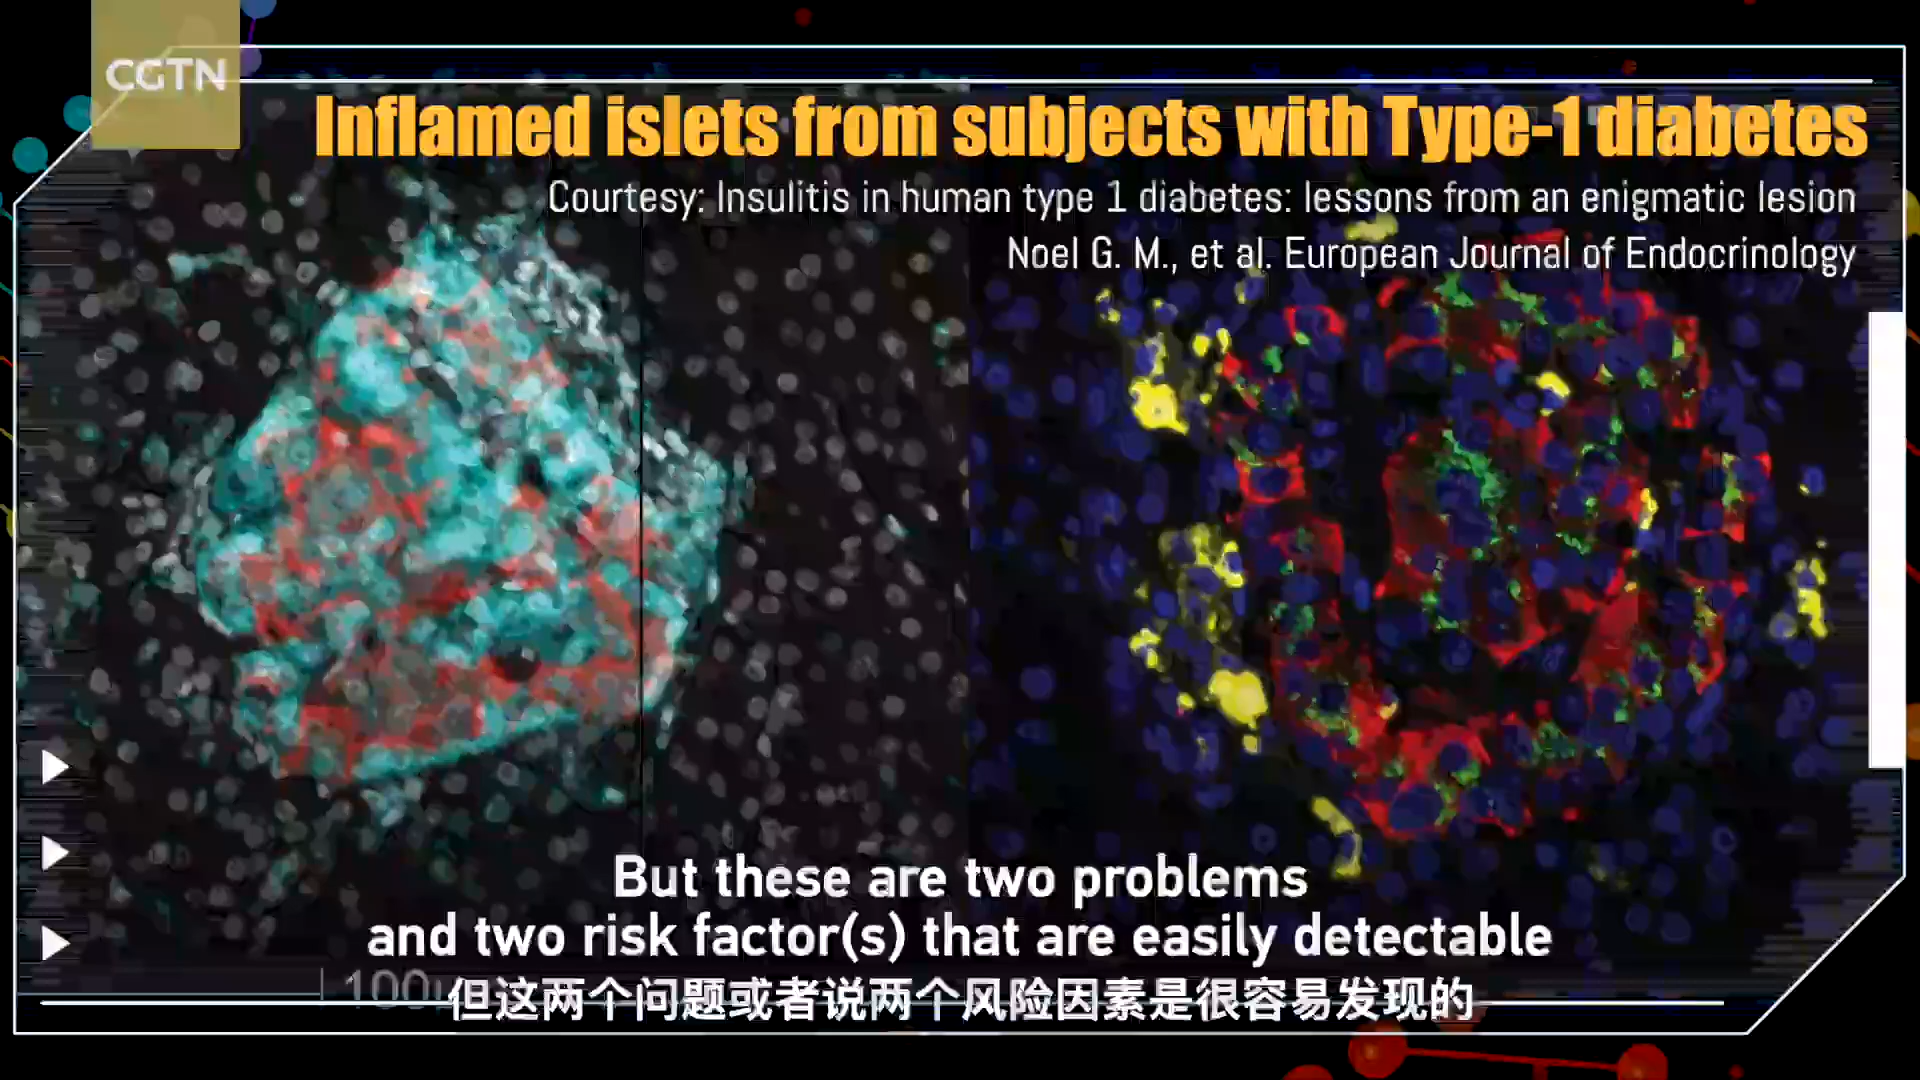 CGTN
Inflamed islets from subjects with Type-1 diabetes
Courtesy: Insulitis in human type 1 diabetes: lessons from an enigmatic lesion
Noel G. M., et al. European Journal of Endocrinology
But these are two problems
and two risk factor(s) that are easily detectable
100
但这两个问题或者说两个风险因素是很容易发现的